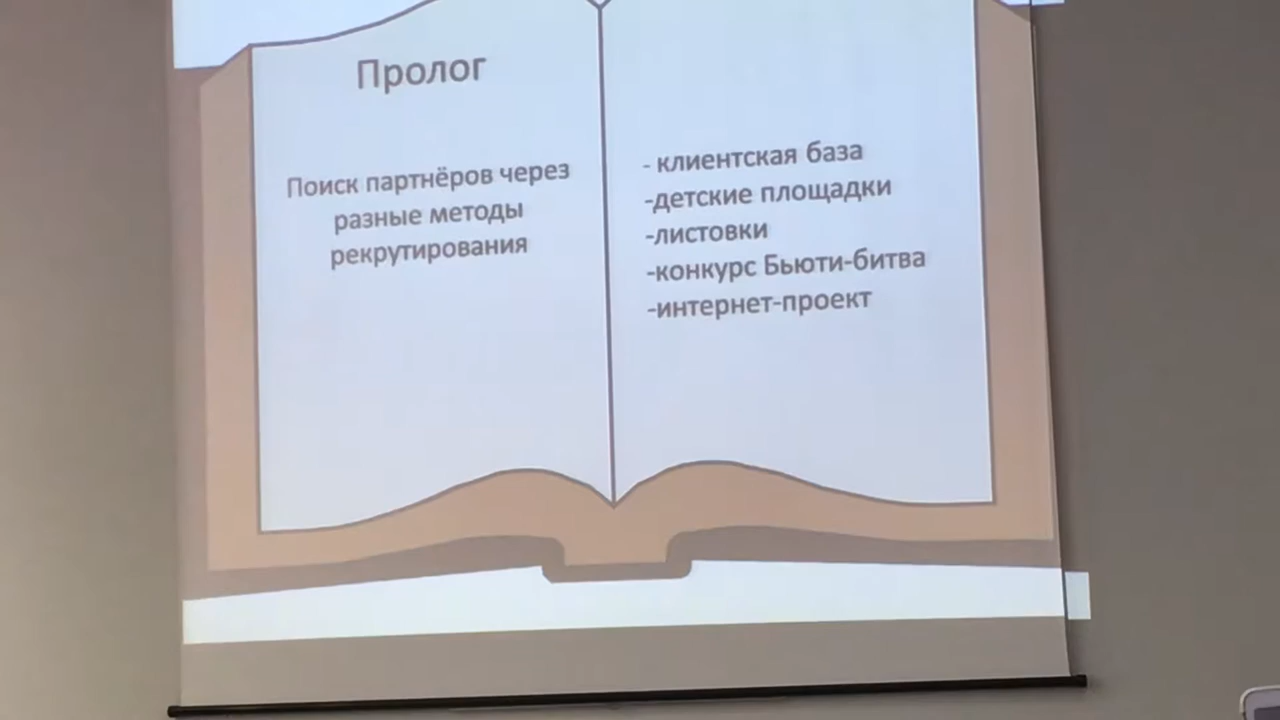 Пролог
Поиск партнёров через
разные методы
рекрутирования
- клиентская база
-детские площадки
-листовки
-конкурс Бьюти-битва
-интернет-проект